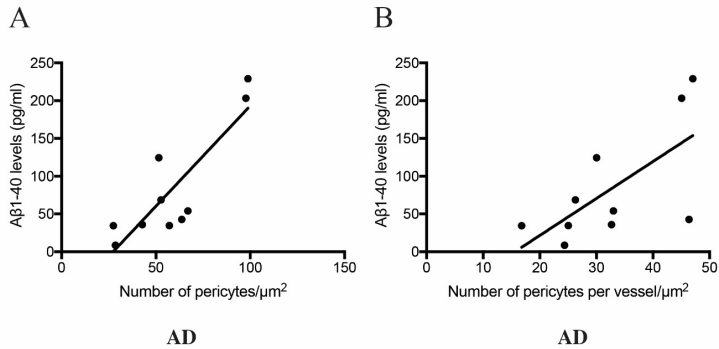 A
Aβ1-40 levels (pg/ml)
250
200
150
100
50
0
0 50 100 150
Number of pericytes/µm²
AD
B
Aβ1-40 levels (pg/ml)
250
200
150
100
50
0
0 10 20 30 40 50
Number of pericytes per vessel/µm²
AD